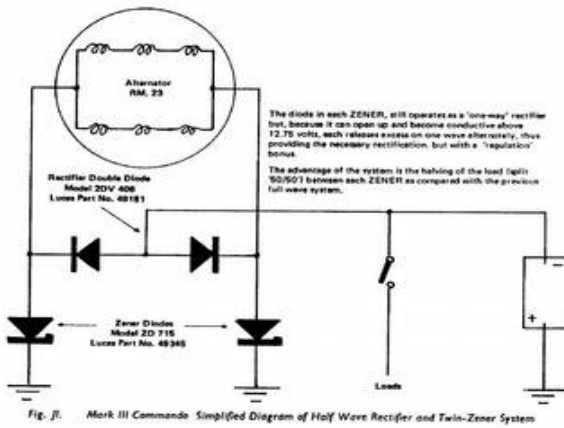 Alternator
RM. 23
The diode in each ZENER, still operates as a 'one-way' rectifier
but, because it can open up and become conductive above
12.75 volts, each releases excess on one wave alternately, thus
providing the necessary rectification, but with a 'regulation'
bonus.
The advantage of the system is the halving of the load (split
'50/50') between each ZENER as compared with the previous
full wave system.
Rectifier Double Diode
Model 2DV 406
Lucas Part No. 49181
-
+
Zener Diodes
Model ZD 715
Lucas Part No. 49345
Loads
Fig. J1. Mark III Commando Simplified Diagram of Half Wave Rectifier and Twin-Zener System